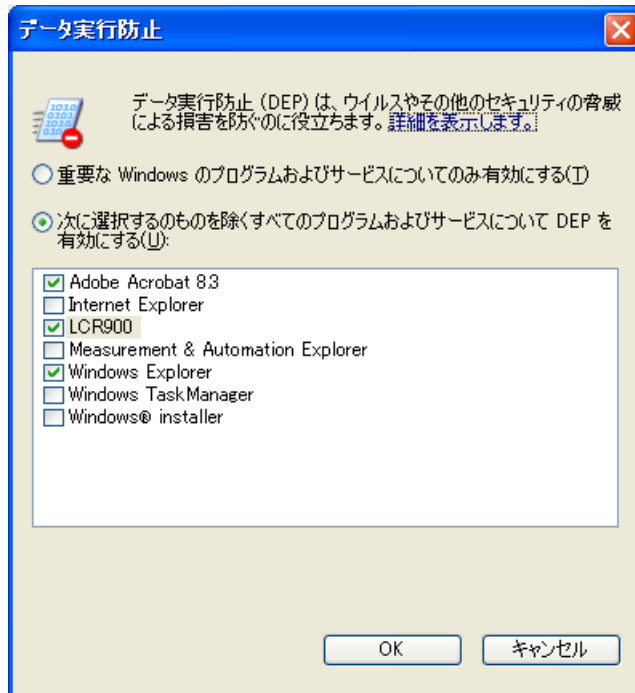 データ実行防止
データ実行防止 (DEP) は、ウイルスやその他のセキュリティの脅威
による損害を防ぐのに役立ちます。詳細を表示します。
重要な Windows のプログラムおよびサービスについてのみ有効にする(T)
次に選択するのものを除くすべてのプログラムおよびサービスについて DEP を
有効にする(U):
Adobe Acrobat 8.3
Internet Explorer
LCR900
Measurement & Automation Explorer
Windows Explorer
Windows TaskManager
Windows® installer
OK
キャンセル